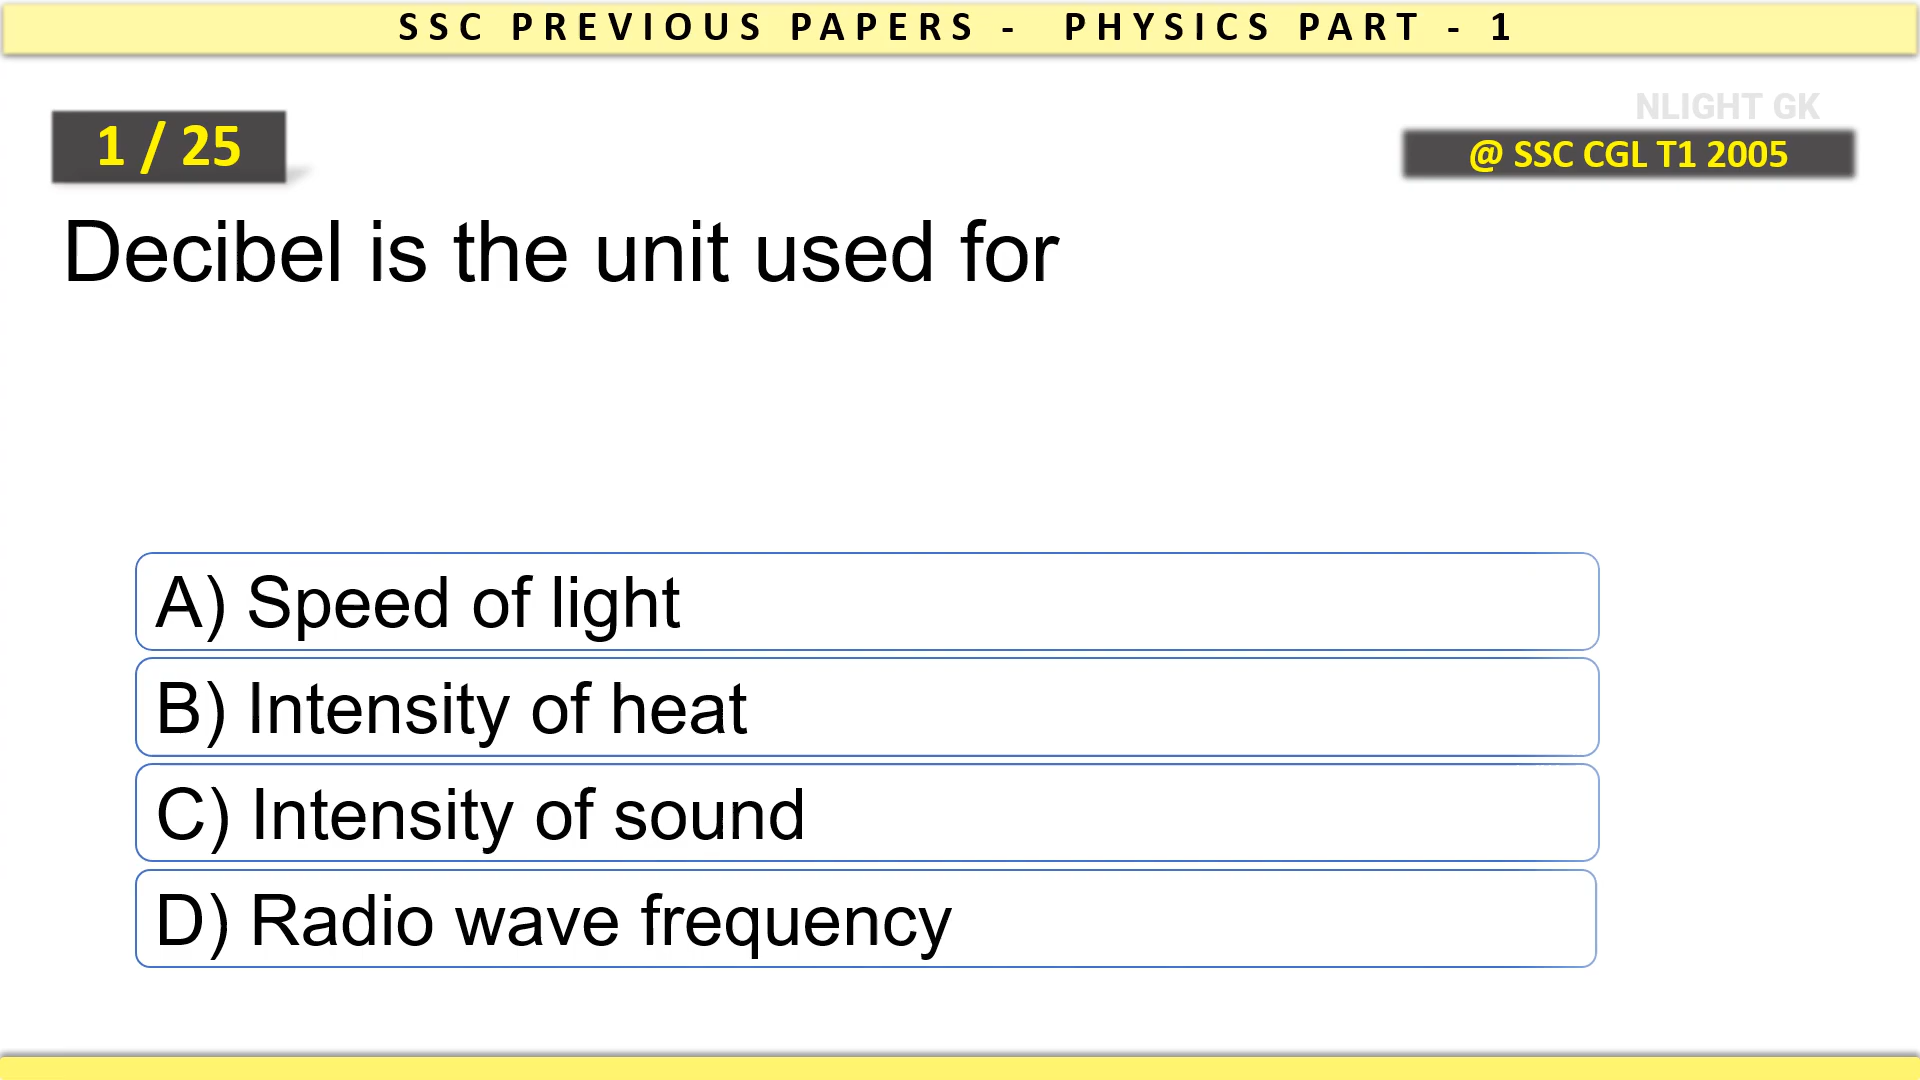 SSC PREVIOUS PAPERS - PHYSICS PART - 1
NLIGHT GK
1 / 25
@ SSC CGL T1 2005
Decibel is the unit used for
A) Speed of light
B) Intensity of heat
C) Intensity of sound
D) Radio wave frequency